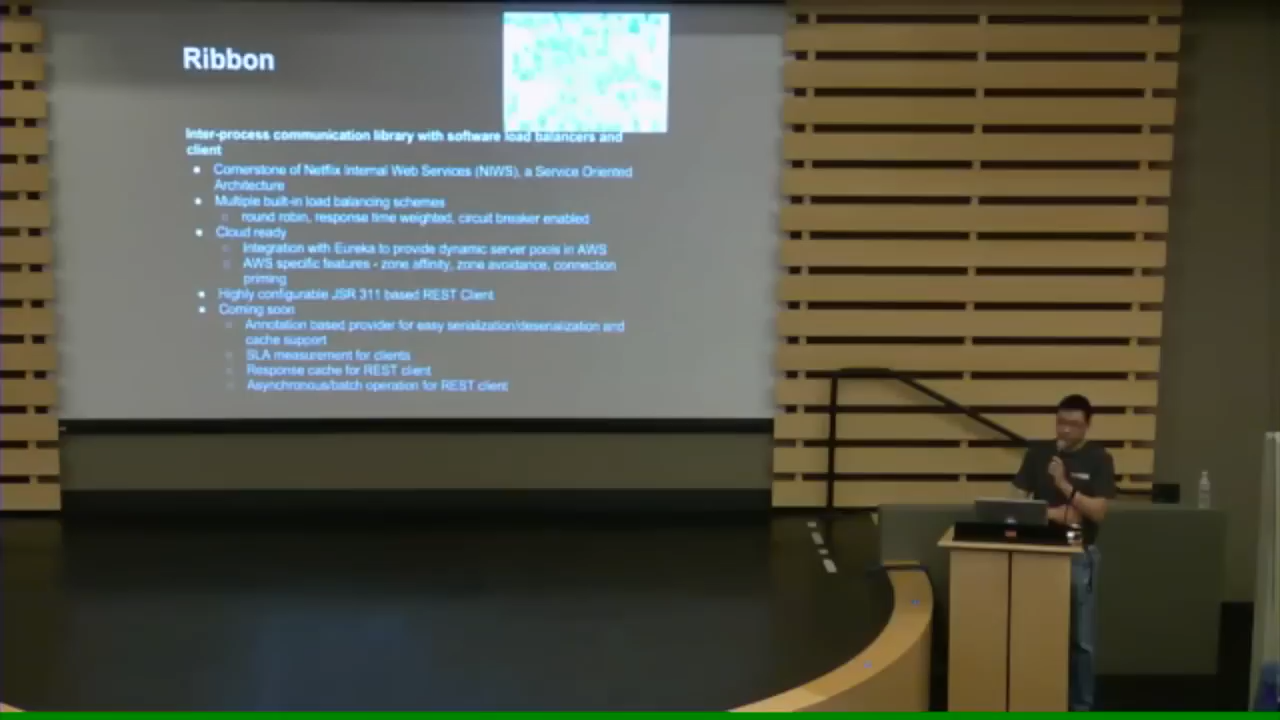 Ribbon
Inter-process communication library with software load balancers and
client
Cornerstone of Netflix Internal Web Services (NIWS), a Service Oriented
Architecture
Multiple built-in load balancing schemes
round robin, response time weighted, circuit breaker enabled
Cloud ready
Integration with Eureka to provide dynamic server pools in AWS
AWS specific features - zone affinity, zone avoidance, connection
priming
Highly configurable JSR 311 based REST Client
Coming soon
Annotation based provider for easy serialization/deserialization and
cache support
SLA measurement for clients
Response cache for REST client
Asynchronous/batch operation for REST client